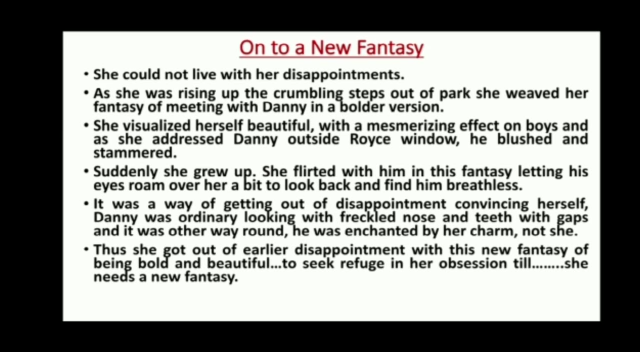 On to a New Fantasy
• She could not live with her disappointments.
• As she was rising up the crumbling steps out of park she weaved her
fantasy of meeting with Danny in a bolder version.
• She visualized herself beautiful, with a mesmerizing effect on boys and
as she addressed Danny outside Royce window, he blushed and
stammered.
• Suddenly she grew up. She flirted with him in this fantasy letting his
eyes roam over her a bit to look back and find him breathless.
• It was a way of getting out of disappointment convincing herself,
Danny was ordinary looking with freckled nose and teeth with gaps
and it was other way round, he was enchanted by her charm, not she.
• Thus she got out of earlier disappointment with this new fantasy of
being bold and beautiful...to seek refuge in her obsession till........she
needs a new fantasy.